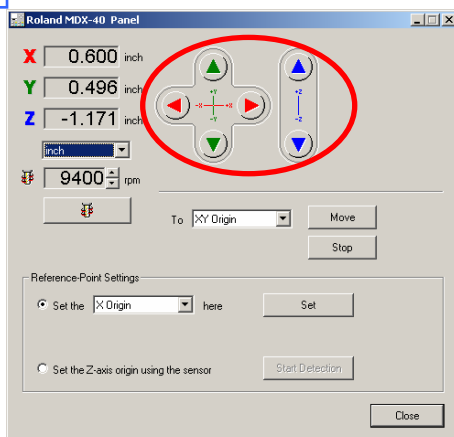 Roland MDX-40 Panel
X 0.600 inch
Y 0.496 inch
Z -1.171 inch
+Y
-X +X
-Y
+Z
-Z
inch
9400 rpm
To XY Origin Move
Stop
Reference-Point Settings
Set the X Origin here Set
Set the Z-axis origin using the sensor Start Detection
Close